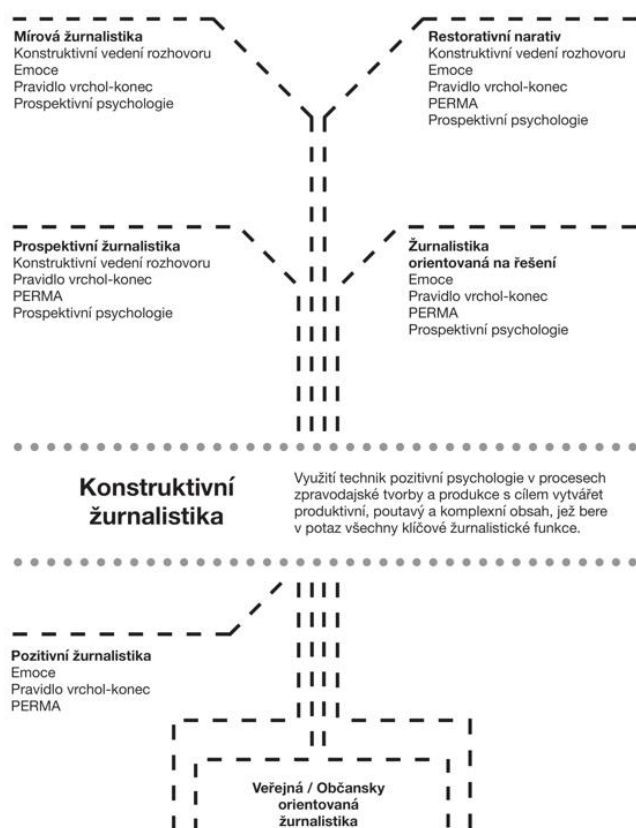 Mírová žurnalistika
Konstruktivní vedení rozhovoru
Emoce
Pravidlo vrchol-konec
Prospektivní psychologie
Restorativní narativ
Konstruktivní vedení rozhovoru
Emoce
Pravidlo vrchol-konec
PERMA
Prospektivní psychologie
Prospektivní žurnalistika
Konstruktivní vedení rozhovoru
Pravidlo vrchol-konec
PERMA
Prospektivní psychologie
Žurnalistika
orientovaná na řešení
Emoce
Pravidlo vrchol-konec
PERMA
Prospektivní psychologie
Konstruktivní
žurnalistika
Využití technik pozitivní psychologie v procesech
zpravodajské tvorby a produkce s cílem vytvářet
produktivní, poutavý a komplexní obsah, jež bere
v potaz všechny klíčové žurnalistické funkce.
Pozitivní žurnalistika
Emoce
Pravidlo vrchol-konec
PERMA
Veřejná / Občansky
orientovaná
žurnalistika